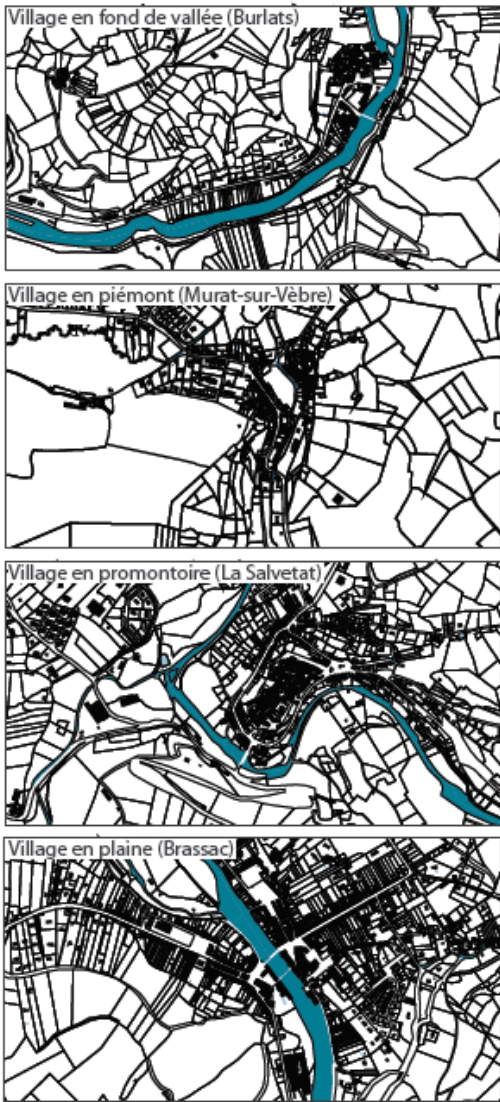 Village en fond de vallée (Burlats)
Village en piémont (Murat-sur-Vèbre)
Village en promontoire (La Salvetat)
Village en plaine (Brassac)